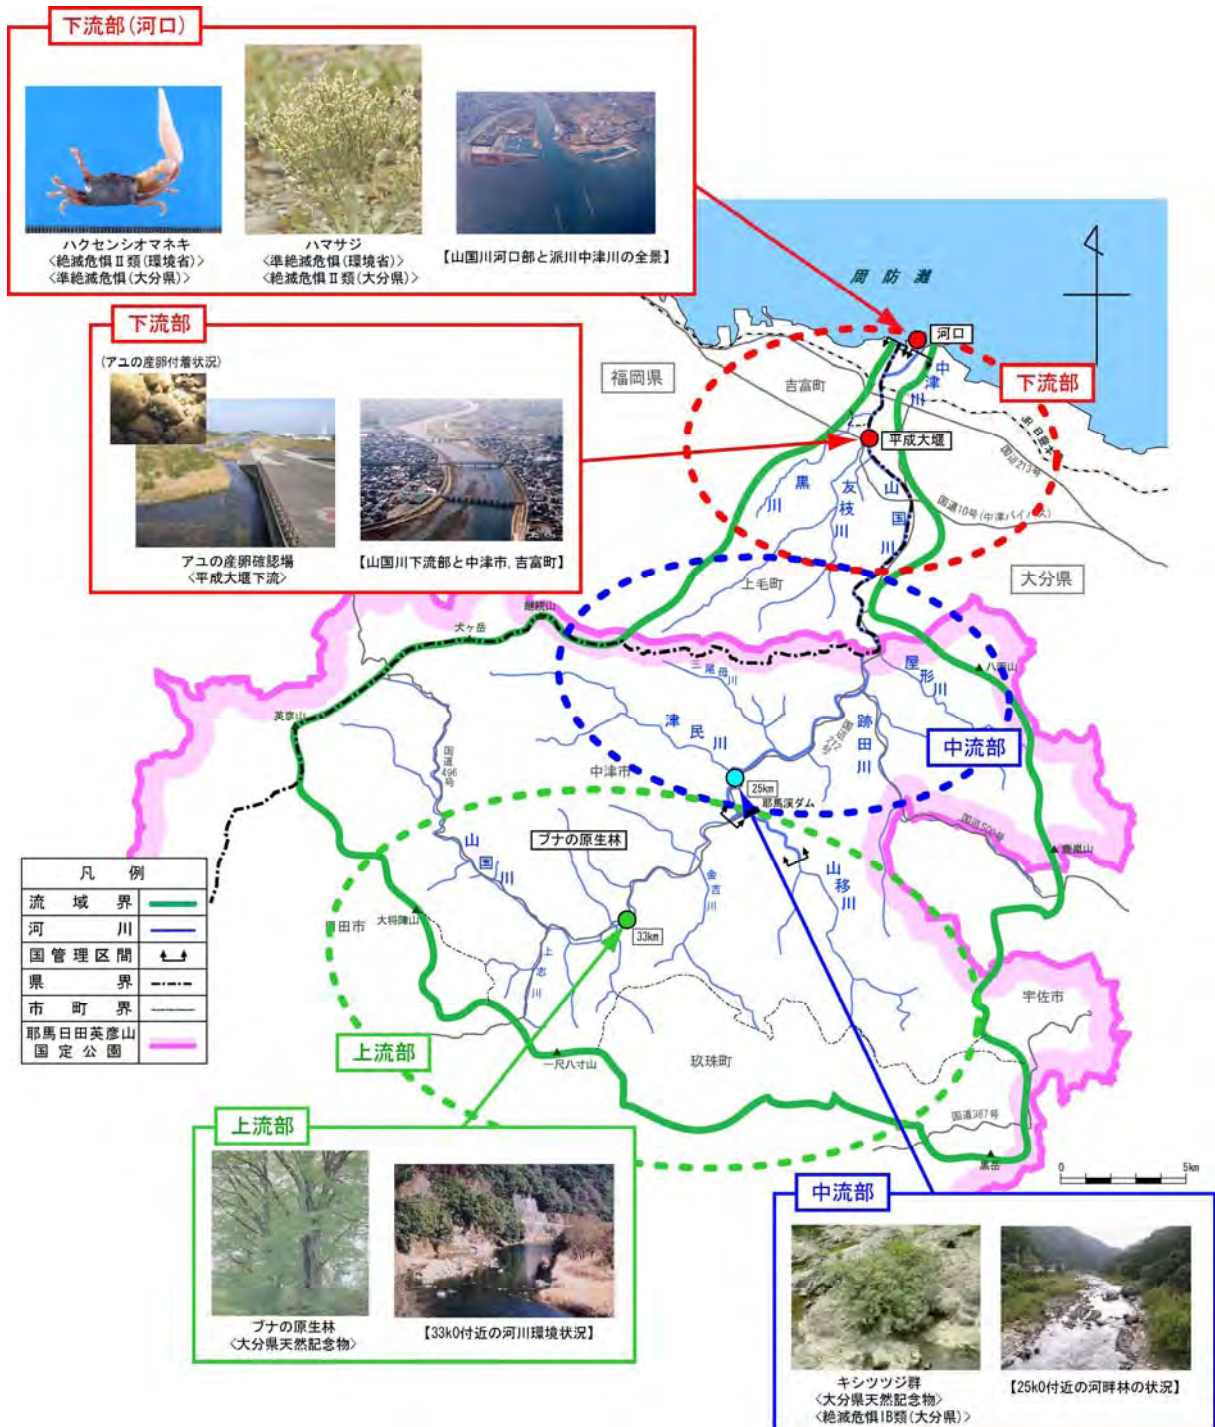 下流部(河口)
ハクセンシオマネキ
<絶滅危惧Ⅱ類(環境省)>
<準絶滅危惧(大分県)>
ハマサジ
<準絶滅危惧(環境省)>
<絶滅危惧Ⅱ類(大分県)>
【山国川河口部と派川中津川の全景】
周防灘
下流部
(アユの産卵付着状況)
アユの産卵確認場
<平成大堰下流>
【山国川下流部と中津市,吉富町】
河口
福岡県
吉富町
中津川
下流部
JR日豊本線
平成大堰
国道213号
黒川
友枝川
山国川
国道10号(中津バイパス)
大分県
上毛町
犬ヶ岳
英彦山
三尾母川
屋形川
八面山
津民川
国道212号
跡田川
中流部
国道496号
中津市
25km
耶馬渓ダム
ブナの原生林
国道500号
鹿嵐山
山国川
金吉川
山移川
凡例
流域界
河川
国管理区間
県界
市町界
耶馬日田英彦山
国定公園
日田市
大将陣山
33km
上志川
宇佐市
上流部
一尺八寸山
玖珠町
国道387号
黒岳
0
5km
上流部
ブナの原生林
<大分県天然記念物>
【33k0付近の河川環境状況】
中流部
キシツツジ群
<大分県天然記念物>
<絶滅危惧IB類(大分県)>
【25k0付近の河畔林の状況】